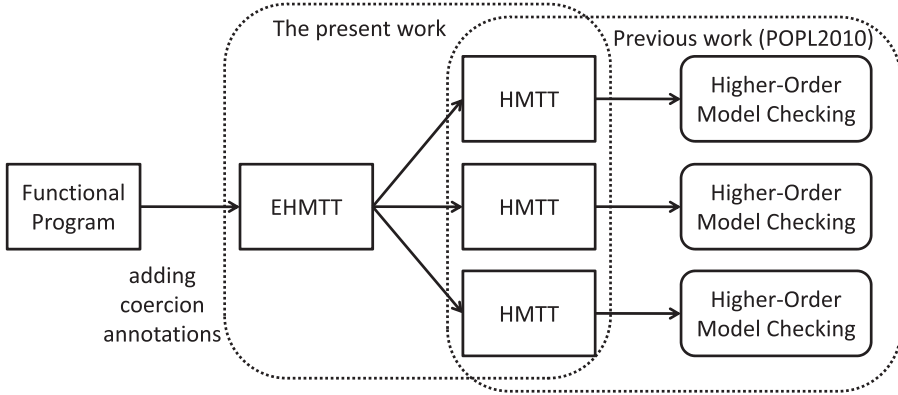 The present work
Previous work (POPL2010)
HMTT
Higher-Order
Model Checking
Functional
Program
EHMTT
HMTT
Higher-Order
Model Checking
adding
coercion
annotations
HMTT
Higher-Order
Model Checking